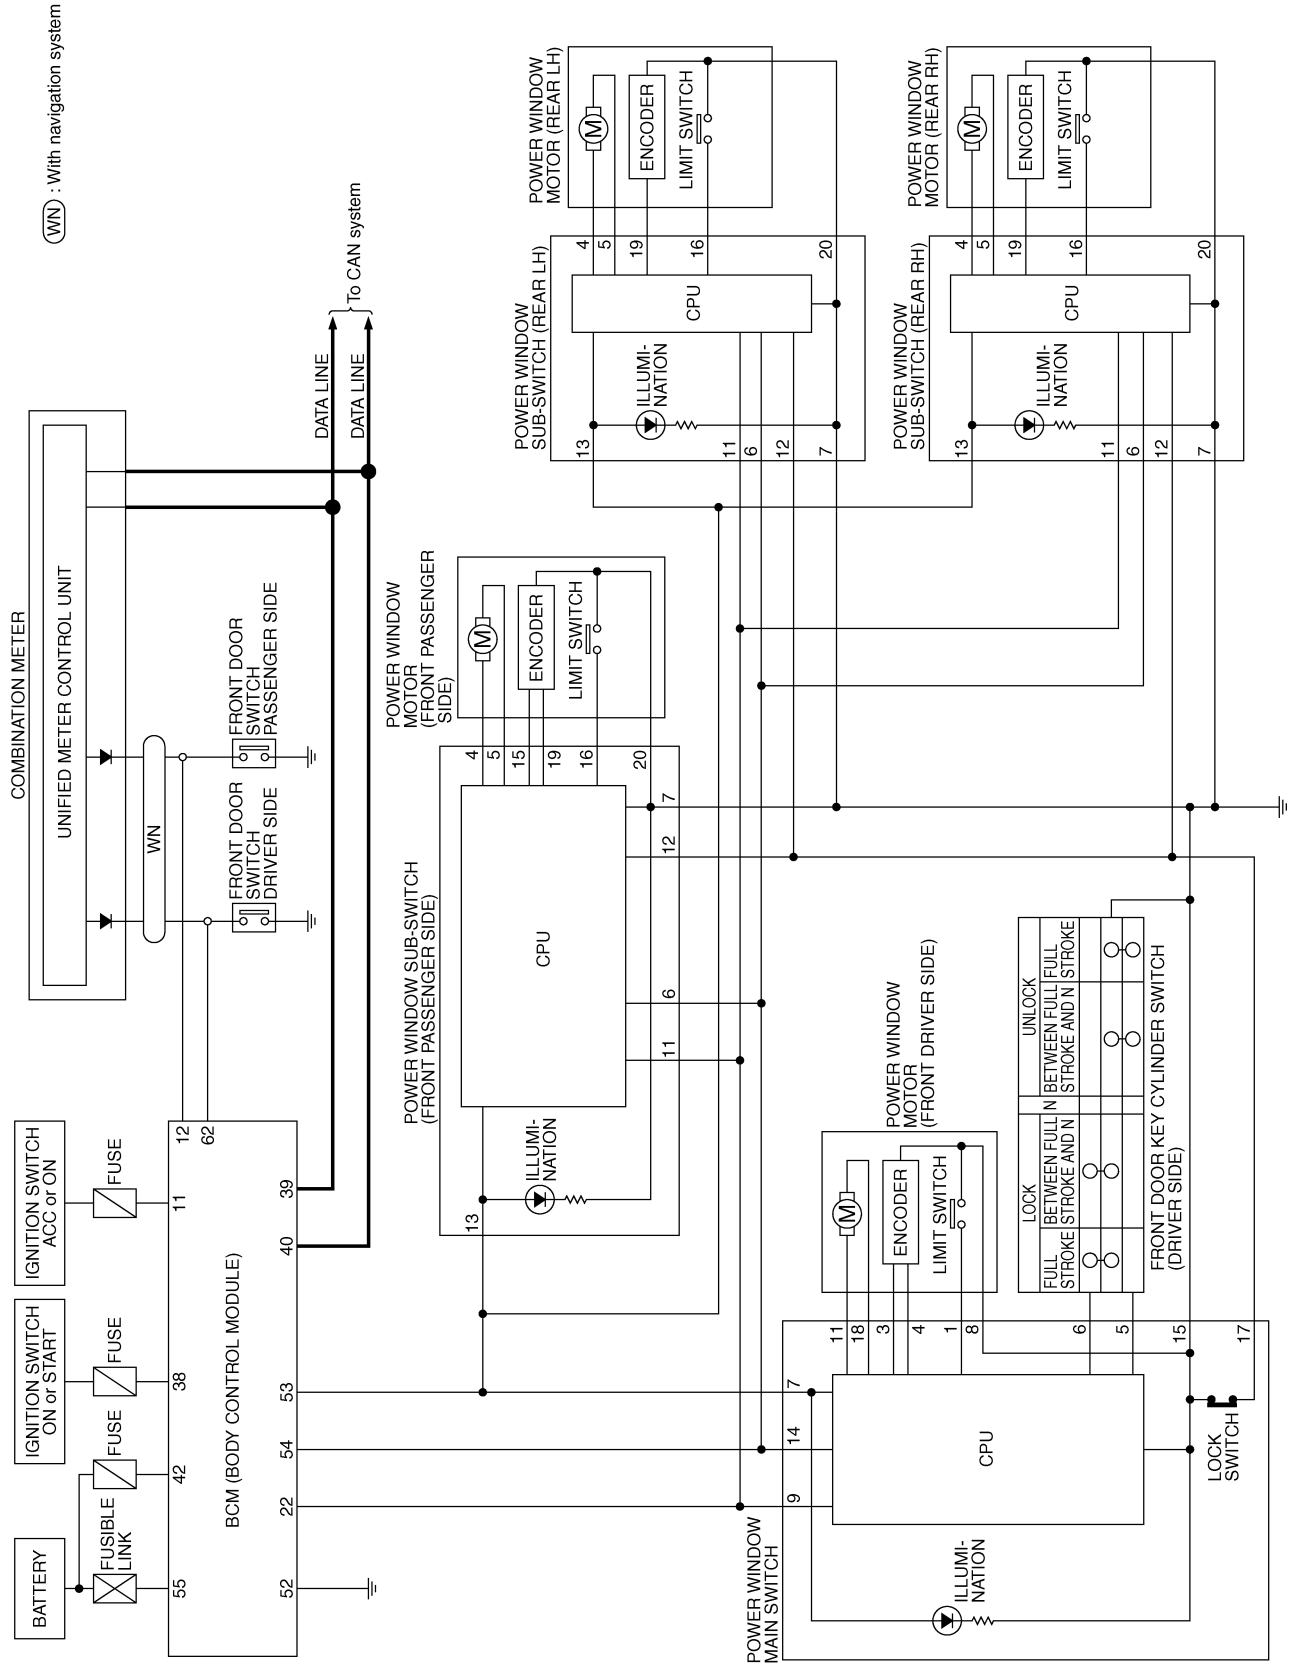 WN : With navigation system
BATTERY
IGNITION SWITCH
ON or START
IGNITION SWITCH
ACC or ON
FUSIBLE
LINK
FUSE
FUSE
FUSE
55
42
38
11
BCM (BODY CONTROL MODULE)
12
62
52
22
54
53
40
39
COMBINATION METER
UNIFIED METER CONTROL UNIT
WN
FRONT DOOR
SWITCH
DRIVER SIDE
FRONT DOOR
SWITCH
PASSENGER SIDE
DATA LINE
DATA LINE
To CAN system
POWER WINDOW SUB-SWITCH
(FRONT PASSENGER SIDE)
CPU
13
ILLUMI-
NATION
11
6
12
7
4
5
15
19
16
20
POWER WINDOW
MOTOR
(FRONT PASSENGER
SIDE)
M
ENCODER
LIMIT SWITCH
POWER WINDOW
SUB-SWITCH (REAR LH)
13
ILLUMI-
NATION
11
6
12
7
CPU
4
5
19
16
20
POWER WINDOW
MOTOR (REAR LH)
M
ENCODER
LIMIT SWITCH
POWER WINDOW
SUB-SWITCH (REAR RH)
13
ILLUMI-
NATION
11
6
12
7
CPU
4
5
19
16
20
POWER WINDOW
MOTOR (REAR RH)
M
ENCODER
LIMIT SWITCH
POWER WINDOW
MAIN SWITCH
9
14
7
CPU
ILLUMI-
NATION
LOCK
SWITCH
11
18
3
4
1
8
6
5
15
17
POWER WINDOW
MOTOR
(FRONT DRIVER SIDE)
M
ENCODER
LIMIT SWITCH
LOCK
UNLOCK
FULL
STROKE
BETWEEN FULL
STROKE AND N
N
BETWEEN FULL
STROKE AND N
FULL
STROKE
FRONT DOOR KEY CYLINDER SWITCH
(DRIVER SIDE)